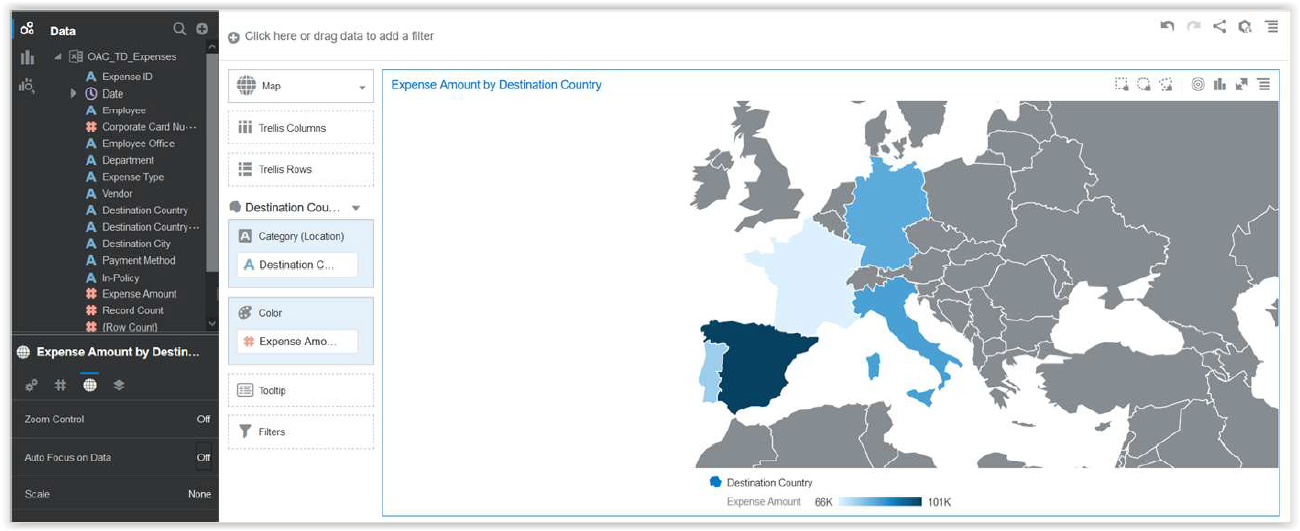 Data
OAC_TD_Expenses
Expense ID
Date
Employee
Corporate Card Nu···
Employee Office
Department
Expense Type
Vendor
Destination Country
Destination Country···
Destination City
Payment Method
In-Policy
Expense Amount
Record Count
{Row Count}
Expense Amount by Destin...
Zoom Control Off
Auto Focus on Data Off
Scale None
Click here or drag data to add a filter
Map
Trellis Columns
Trellis Rows
Destination Cou...
Category (Location)
A Destination C...
Color
Expense Amo...
Tooltip
Filters
Expense Amount by Destination Country
Destination Country
Expense Amount 66K 101K